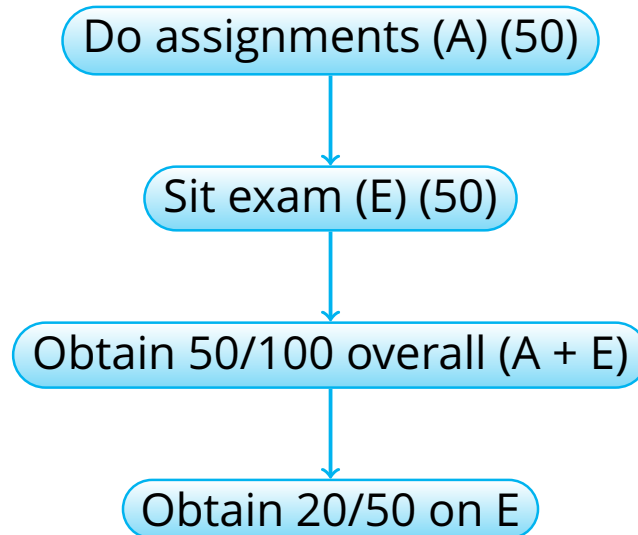 Do assignments (A) (50)
Sit exam (E) (50)
Obtain 50/100 overall (A + E)
Obtain 20/50 on E